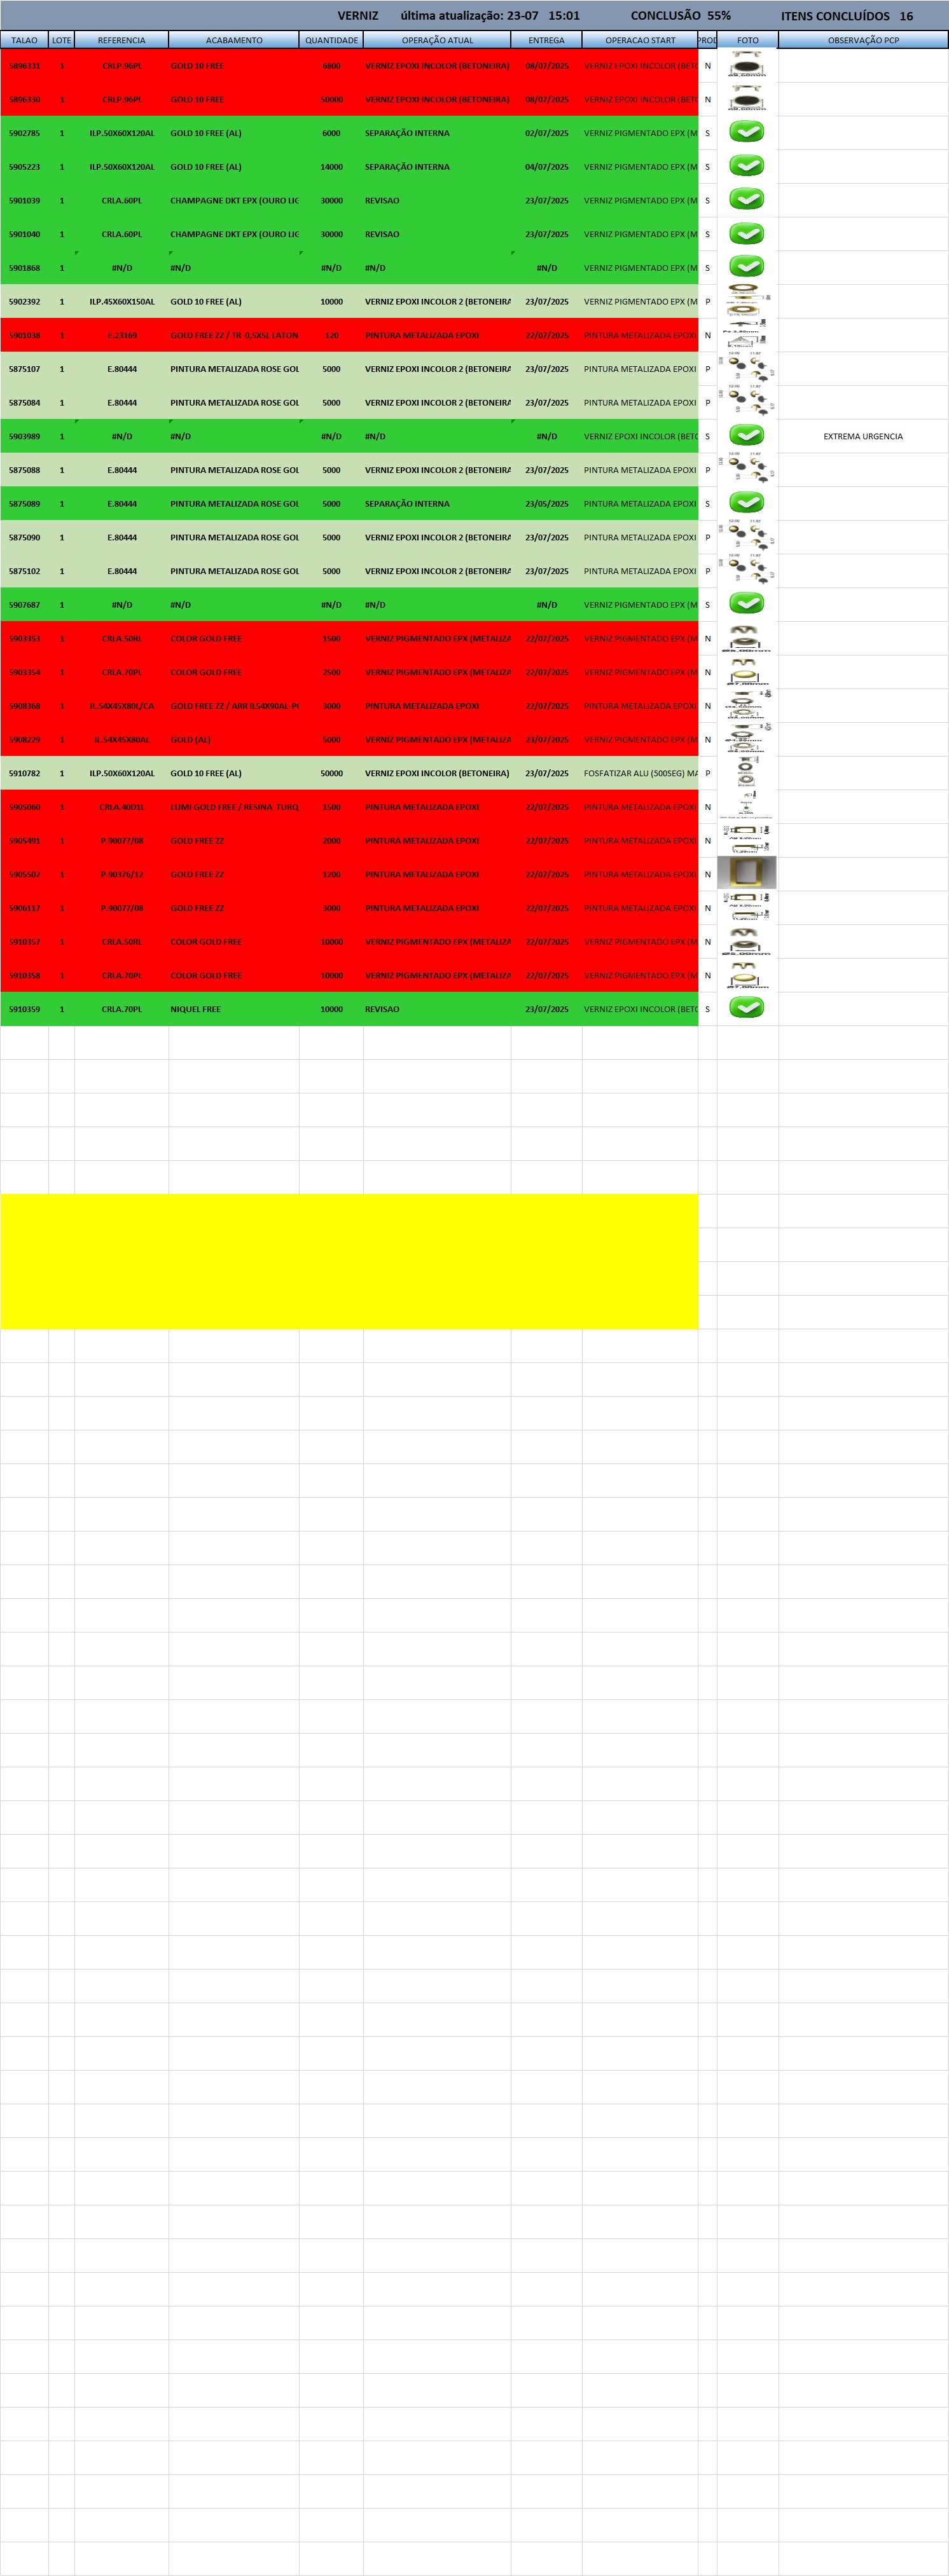 VERNIZ última atualização: 23-07 15:01 CONCLUSÃO 55% ITENS CONCLUÍDOS 16
TALAO LOTE REFERENCIA ACABAMENTO QUANTIDADE OPERAÇÃO ATUAL ENTREGA OPERACAO START PROD FOTO OBSERVAÇÃO PCP
5896331 1 CRLP.96PL GOLD 10 FREE 6800 VERNIZ EPOXI INCOLOR (BETONEIRA) 08/07/2025 VERNIZ EPOXI INCOLOR (BETO N
5896330 1 CRLP.96PL GOLD 10 FREE 50000 VERNIZ EPOXI INCOLOR (BETONEIRA) 08/07/2025 VERNIZ EPOXI INCOLOR (BETO N
5902785 1 ILP.50X60X120AL GOLD 10 FREE (AL) 6000 SEPARAÇÃO INTERNA 02/07/2025 VERNIZ PIGMENTADO EPX (M S
5905223 1 ILP.50X60X120AL GOLD 10 FREE (AL) 14000 SEPARAÇÃO INTERNA 04/07/2025 VERNIZ PIGMENTADO EPX (M S
5901039 1 CRLA.60PL CHAMPAGNE DKT EPX (OURO LIG 30000 REVISAO 23/07/2025 VERNIZ PIGMENTADO EPX (M S
5901040 1 CRLA.60PL CHAMPAGNE DKT EPX (OURO LIG 30000 REVISAO 23/07/2025 VERNIZ PIGMENTADO EPX (M S
5901868 1 #N/D #N/D #N/D #N/D #N/D VERNIZ PIGMENTADO EPX (M S
5902392 1 ILP.45X60X150AL GOLD 10 FREE (AL) 10000 VERNIZ EPOXI INCOLOR 2 (BETONEIRA 23/07/2025 VERNIZ PIGMENTADO EPX (M P
5901038 1 E.23169 GOLD FREE ZZ / TR 0,5X5L LATON 120 PINTURA METALIZADA EPOXI 22/07/2025 PINTURA METALIZADA EPOXI N
5875107 1 E.80444 PINTURA METALIZADA ROSE GOL 5000 VERNIZ EPOXI INCOLOR 2 (BETONEIRA 23/07/2025 PINTURA METALIZADA EPOXI P
5875084 1 E.80444 PINTURA METALIZADA ROSE GOL 5000 VERNIZ EPOXI INCOLOR 2 (BETONEIRA 23/07/2025 PINTURA METALIZADA EPOXI P
5903989 1 #N/D #N/D #N/D #N/D #N/D VERNIZ EPOXI INCOLOR (BETO S EXTREMA URGENCIA
5875088 1 E.80444 PINTURA METALIZADA ROSE GOL 5000 VERNIZ EPOXI INCOLOR 2 (BETONEIRA 23/07/2025 PINTURA METALIZADA EPOXI P
5875089 1 E.80444 PINTURA METALIZADA ROSE GOL 5000 SEPARAÇÃO INTERNA 23/05/2025 PINTURA METALIZADA EPOXI S
5875090 1 E.80444 PINTURA METALIZADA ROSE GOL 5000 VERNIZ EPOXI INCOLOR 2 (BETONEIRA 23/07/2025 PINTURA METALIZADA EPOXI P
5875102 1 E.80444 PINTURA METALIZADA ROSE GOL 5000 VERNIZ EPOXI INCOLOR 2 (BETONEIRA 23/07/2025 PINTURA METALIZADA EPOXI P
5907687 1 #N/D #N/D #N/D #N/D #N/D VERNIZ PIGMENTADO EPX (M S
5903353 1 CRLA.50RL COLOR GOLD FREE 1500 VERNIZ PIGMENTADO EPX (METALIZA 22/07/2025 VERNIZ PIGMENTADO EPX (M N
5903354 1 CRLA.70PL COLOR GOLD FREE 2500 VERNIZ PIGMENTADO EPX (METALIZA 22/07/2025 VERNIZ PIGMENTADO EPX (M N
5908368 1 IL.54X45X80L/CA GOLD FREE ZZ / ARR IL54X90AL-PI 3000 PINTURA METALIZADA EPOXI 22/07/2025 PINTURA METALIZADA EPOXI N
5908229 1 IL.54X45X80AL GOLD (AL) 5000 VERNIZ PIGMENTADO EPX (METALIZA 23/07/2025 VERNIZ PIGMENTADO EPX (M N
5910782 1 ILP.50X60X120AL GOLD 10 FREE (AL) 50000 VERNIZ EPOXI INCOLOR (BETONEIRA) 23/07/2025 FOSFATIZAR ALU (500SEG) MA P
5905060 1 CRLA.40D1L LUMI GOLD FREE / RESINA TURQ 1500 PINTURA METALIZADA EPOXI 22/07/2025 PINTURA METALIZADA EPOXI N
5905491 1 P.90077/08 GOLD FREE ZZ 2000 PINTURA METALIZADA EPOXI 22/07/2025 PINTURA METALIZADA EPOXI N
5905502 1 P.90376/12 GOLD FREE ZZ 1200 PINTURA METALIZADA EPOXI 22/07/2025 PINTURA METALIZADA EPOXI N
5906117 1 P.90077/08 GOLD FREE ZZ 3000 PINTURA METALIZADA EPOXI 22/07/2025 PINTURA METALIZADA EPOXI N
5910357 1 CRLA.50RL COLOR GOLD FREE 10000 VERNIZ PIGMENTADO EPX (METALIZA 22/07/2025 VERNIZ PIGMENTADO EPX (M N
5910358 1 CRLA.70PL COLOR GOLD FREE 10000 VERNIZ PIGMENTADO EPX (METALIZA 22/07/2025 VERNIZ PIGMENTADO EPX (M N
5910359 1 CRLA.70PL NIQUEL FREE 10000 REVISAO 23/07/2025 VERNIZ EPOXI INCOLOR (BETO S